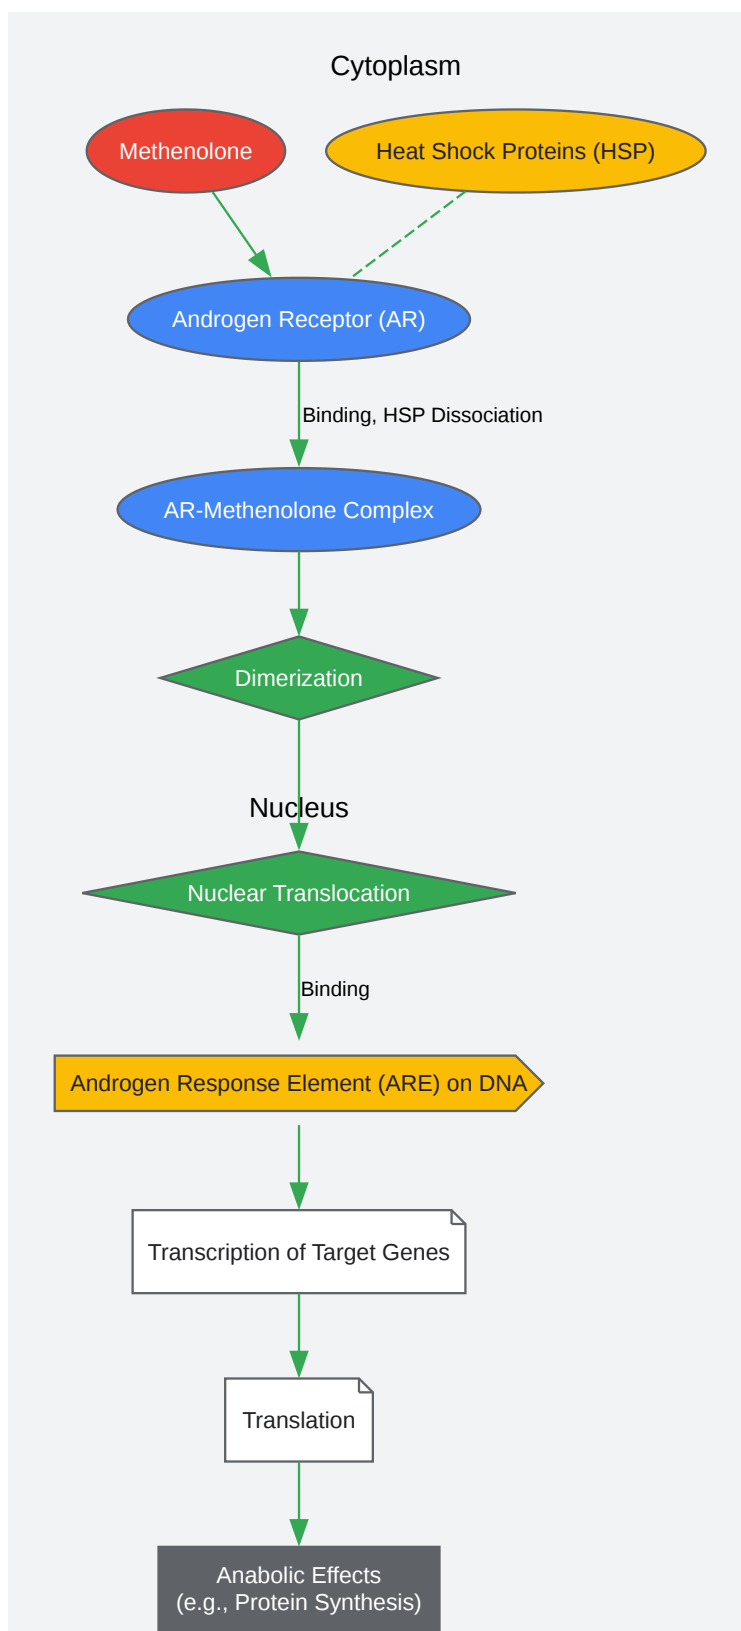 Cytoplasm
Methenolone
Heat Shock Proteins (HSP)
Androgen Receptor (AR)
Binding, HSP Dissociation
AR-Methenolone Complex
Dimerization
Nucleus
Nuclear Translocation
Binding
Androgen Response Element (ARE) on DNA
Transcription of Target Genes
Translation
Anabolic Effects
(e.g., Protein Synthesis)